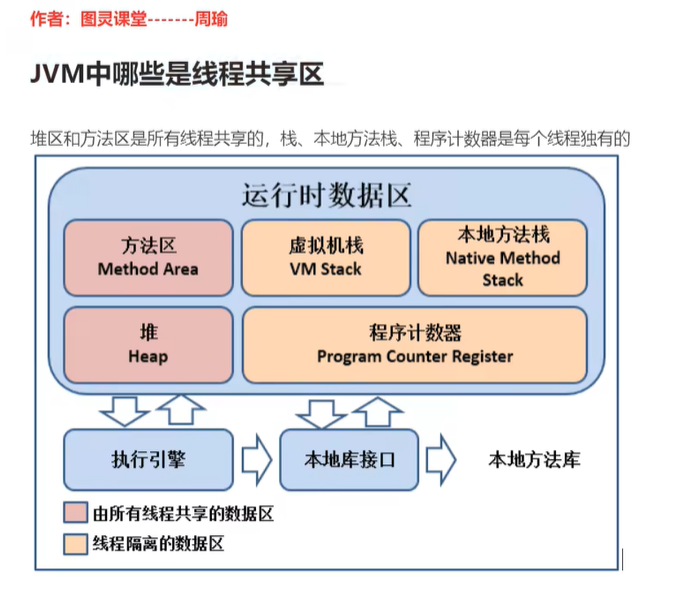 作者：图灵课堂-------周瑜
JVM中哪些是线程共享区
堆区和方法区是所有线程共享的，栈、本地方法栈、程序计数器是每个线程独有的
运行时数据区
方法区
Method Area
虚拟机栈
VM Stack
本地方法栈
Native Method
Stack
堆
Heap
程序计数器
Program Counter Register
执行引擎
本地库接口
本地方法库
由所有线程共享的数据区
线程隔离的数据区